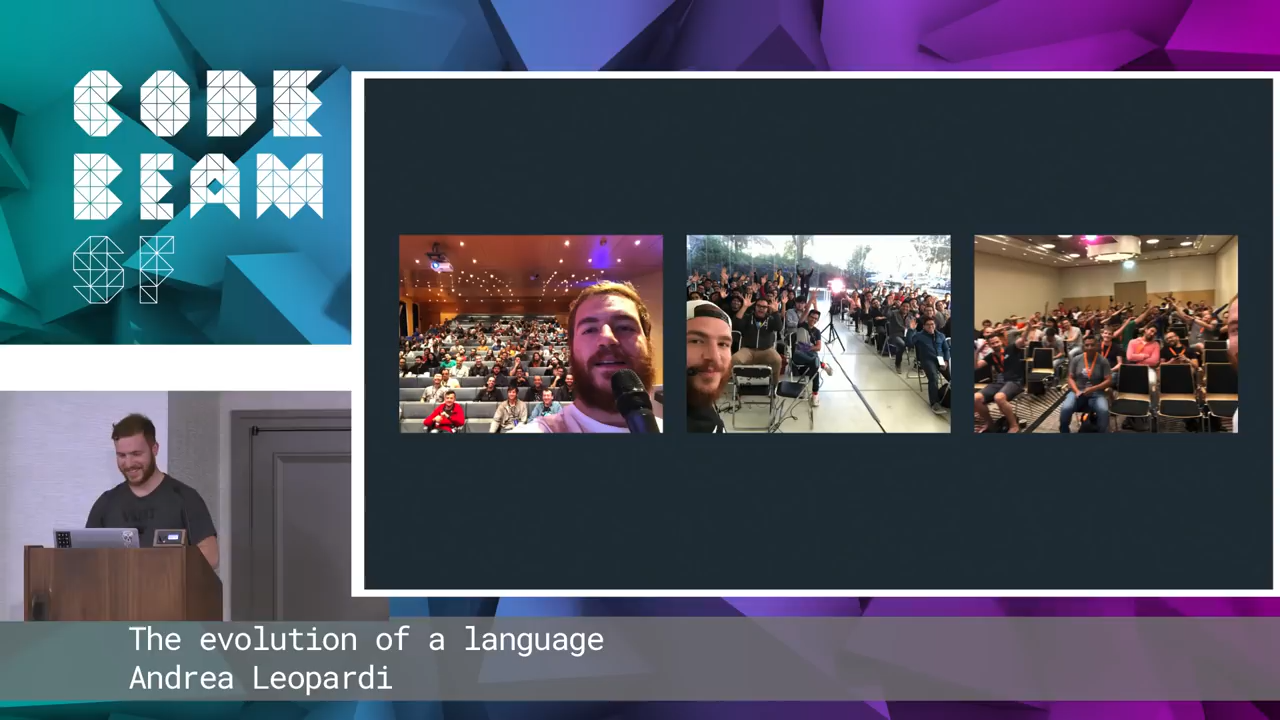 CODE
BEAM
SF
The evolution of a language
Andrea Leopardi